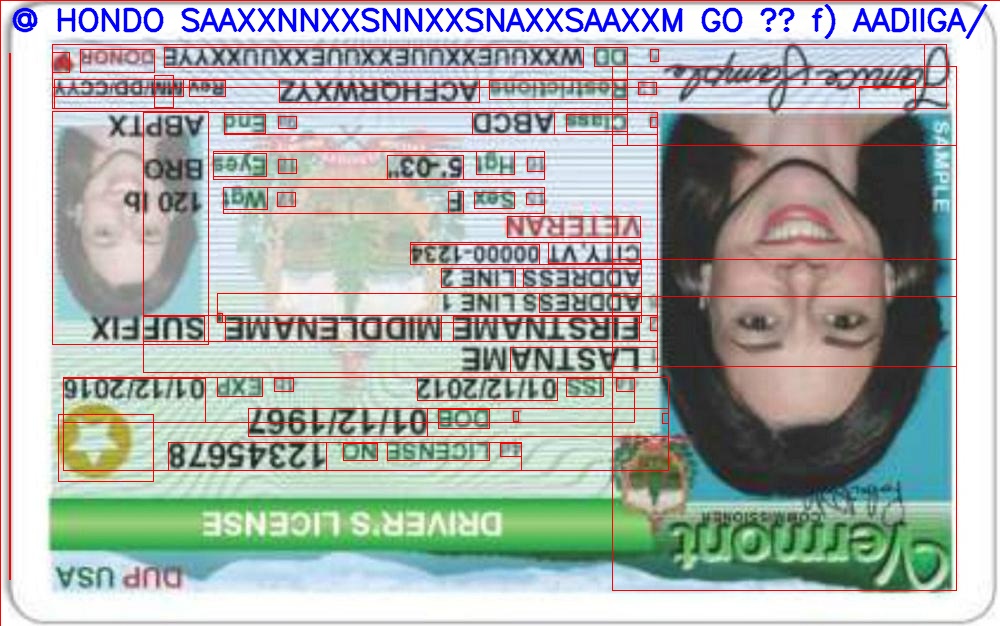 @ HONDO SAAXXNNXXSNNXXSNAXXSAAXXM GO ?? f) AADIIGA/
DUP USA
Vermont DRIVER'S LICENSE
COMMISSIONER
LICENSE NO 12345678
DOB 01/12/1967
ISS 01/12/2012 EXP 01/12/2016
LASTNAME
FIRSTNAME MIDDLENAME SUFFIX
ADDRESS LINE 1
ADDRESS LINE 2
CITY, VT 00000-1234
VETERAN
Sex F Wgt 120 lb
Hgt 5'-03" Eyes BRO
Class ABCD End ABPTX
Restrictions ACFHQRWXYZ Rev MM/DD/CCYY
DD DONOR
SAMPLE
Janice Sample